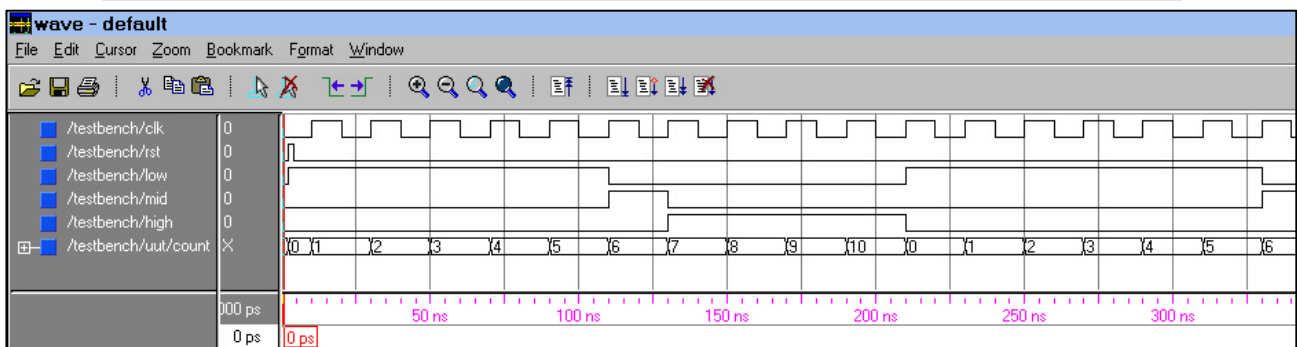 wave - default
File Edit Cursor Zoom Bookmark Format Window
/testbench/clk 0
/testbench/rst 0
/testbench/low 0
/testbench/mid 0
/testbench/high 0
/testbench/uut/count X 0 1 2 3 4 5 6 7 8 9 10 0 1 2 3 4 5 6
000 ps 50 ns 100 ns 150 ns 200 ns 250 ns 300 ns
0 ps 0 ps